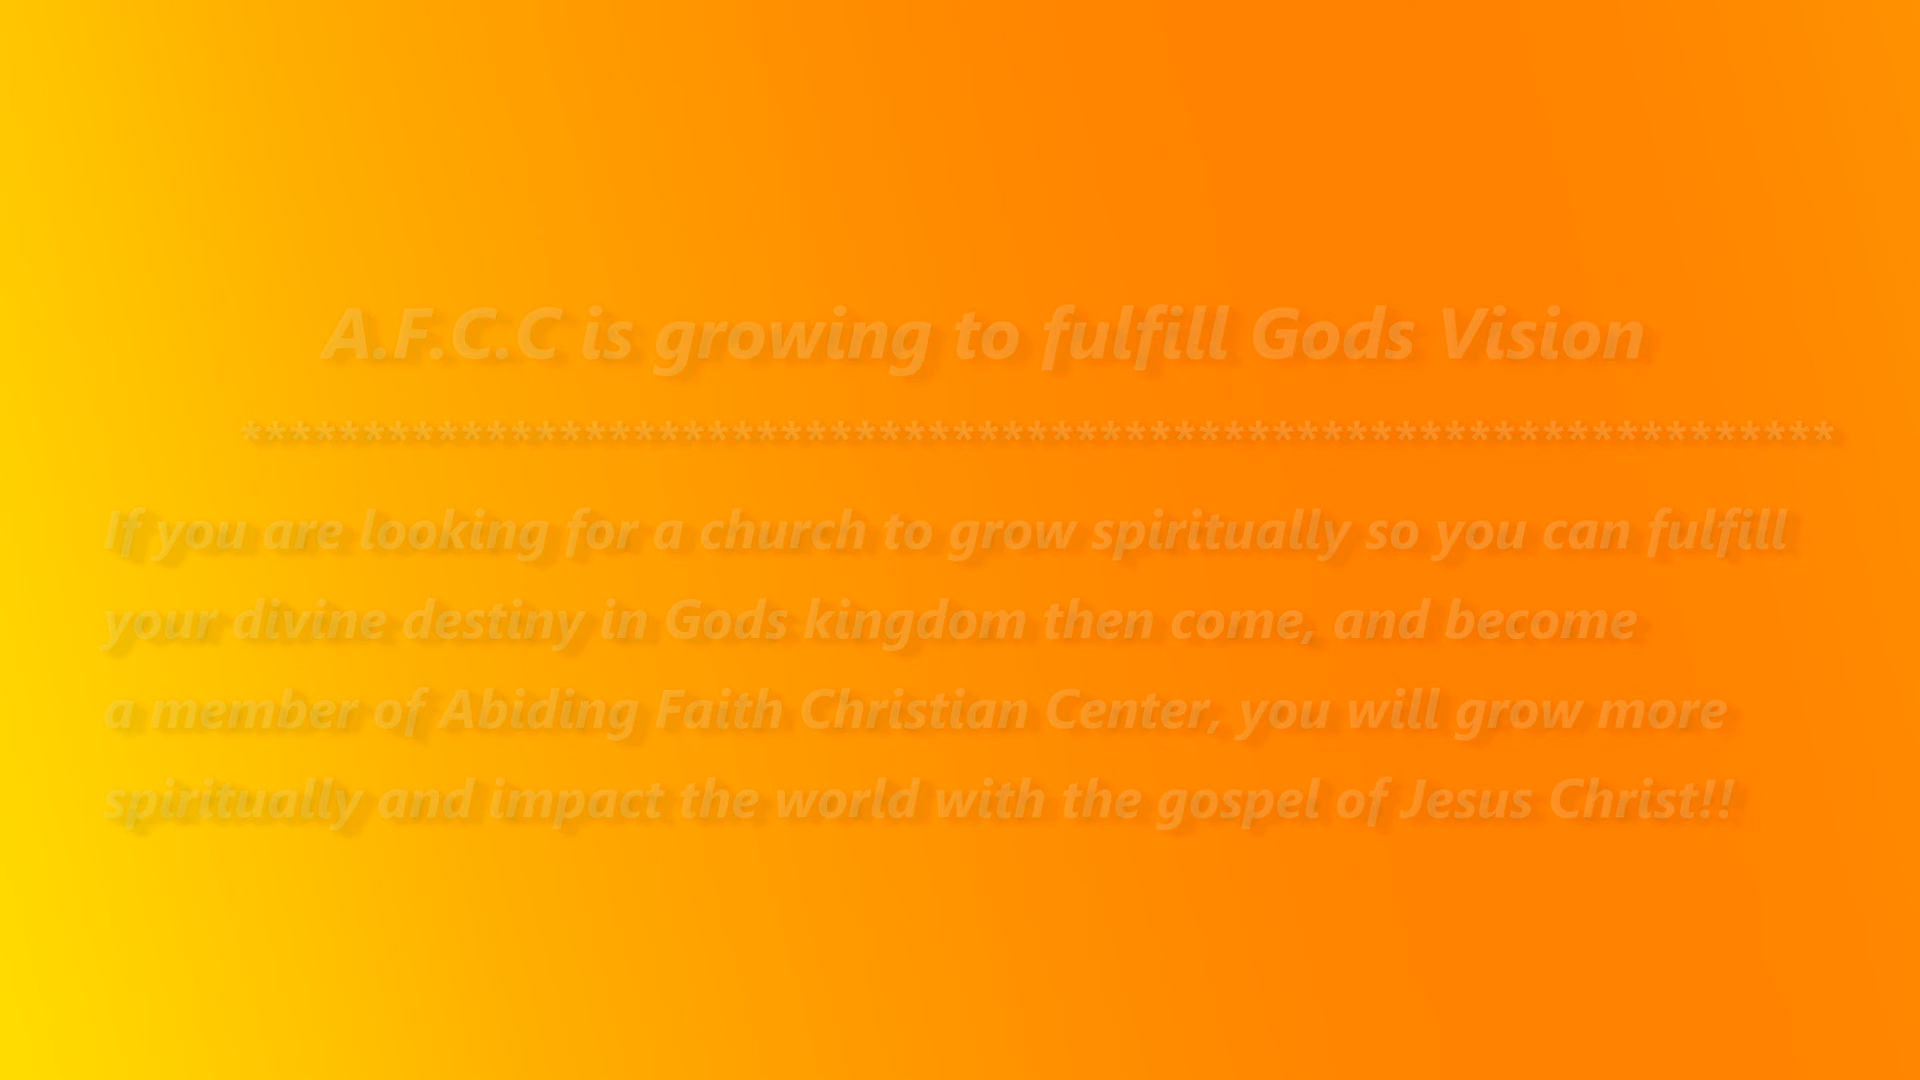 A.F.C.C is growing to fulfill Gods Vision
*****************************************************************
If you are looking for a church to grow spiritually so you can fulfill
your divine destiny in Gods kingdom then come, and become
a member of Abiding Faith Christian Center, you will grow more
spiritually and impact the world with the gospel of Jesus Christ!!